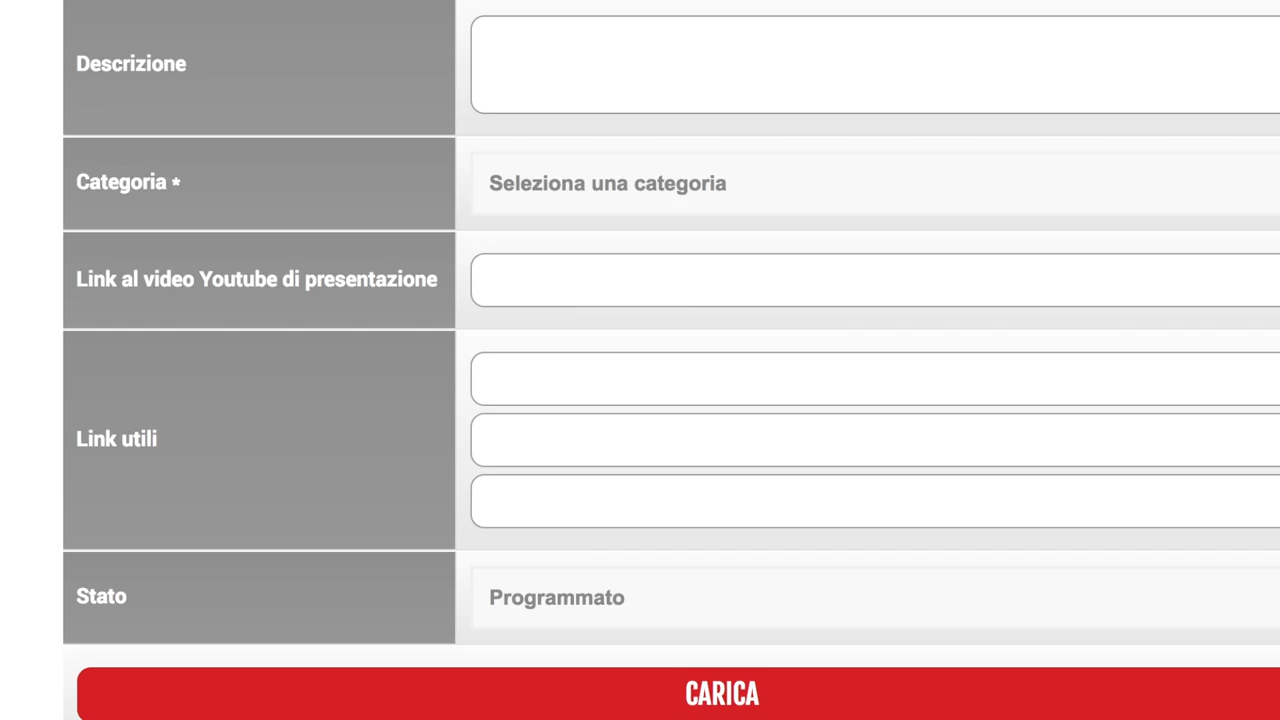 Descrizione
Categoria *
Seleziona una categoria
Link al video Youtube di presentazione
Link utili
Stato
Programmato
CARICA